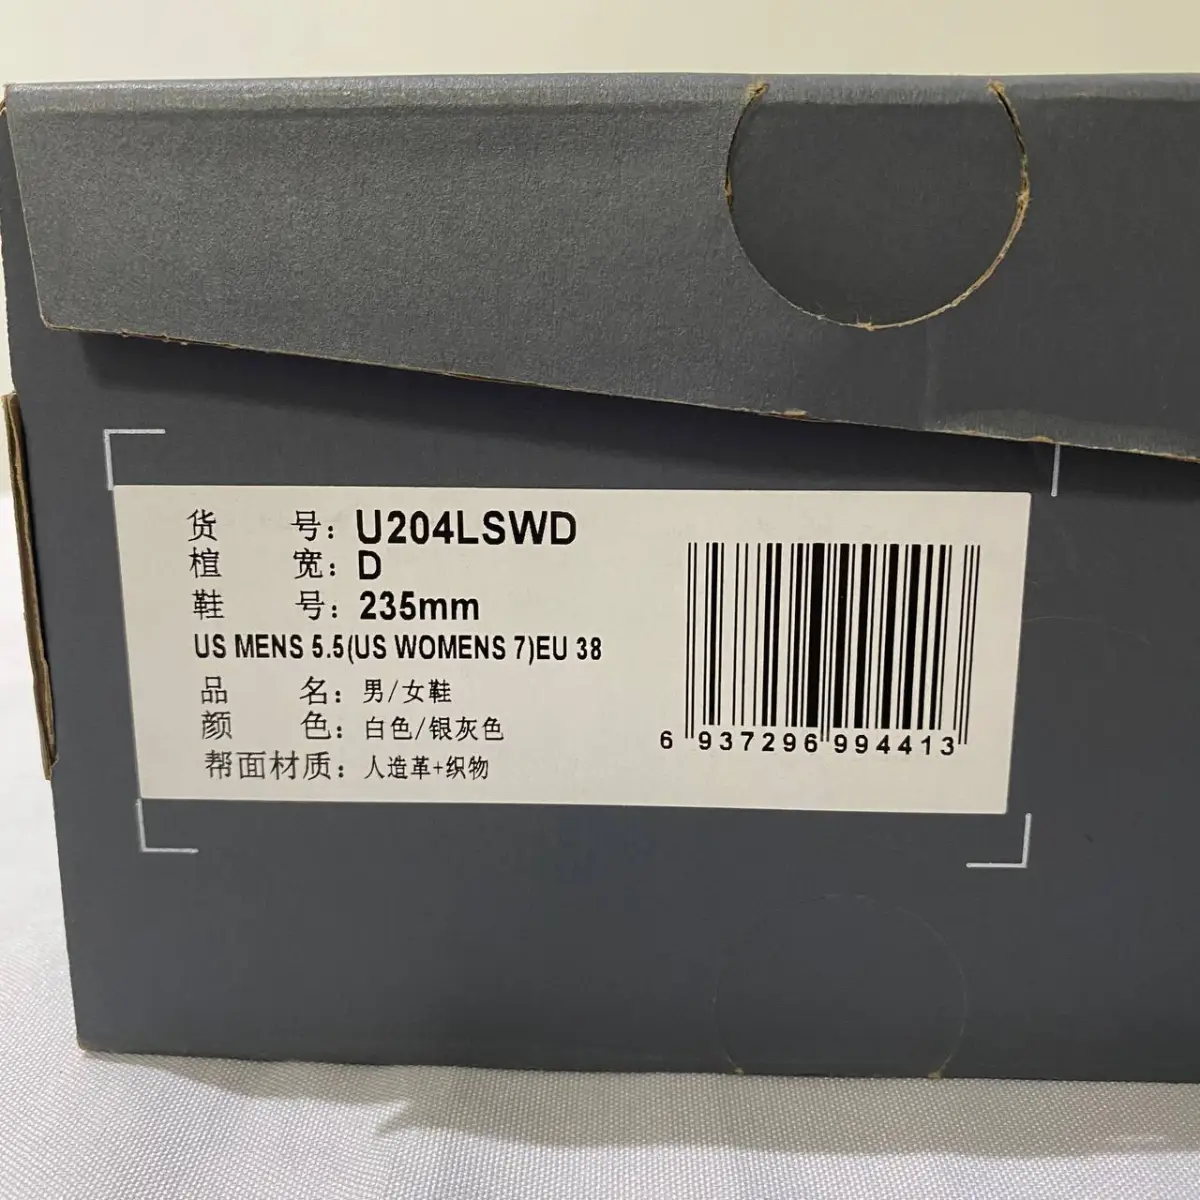 货 号: U204LSWD
楦 宽: D
鞋 号: 235mm
US MENS 5.5(US WOMENS 7)EU 38
品 名: 男/女鞋
颜 色: 白色/银灰色
帮面材质: 人造革+织物
6 937296 994413